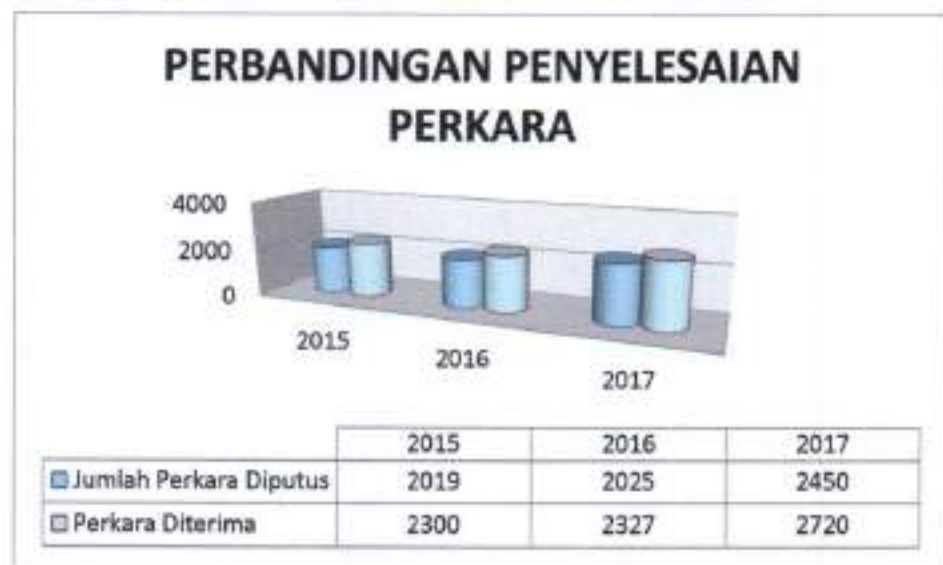 PERBANDINGAN PENYELESAIAN
PERKARA
4000
2000
0
2015
2016
2017
2015 2016 2017
Jumlah Perkara Diputus 2019 2025 2450
Perkara Diterima 2300 2327 2720